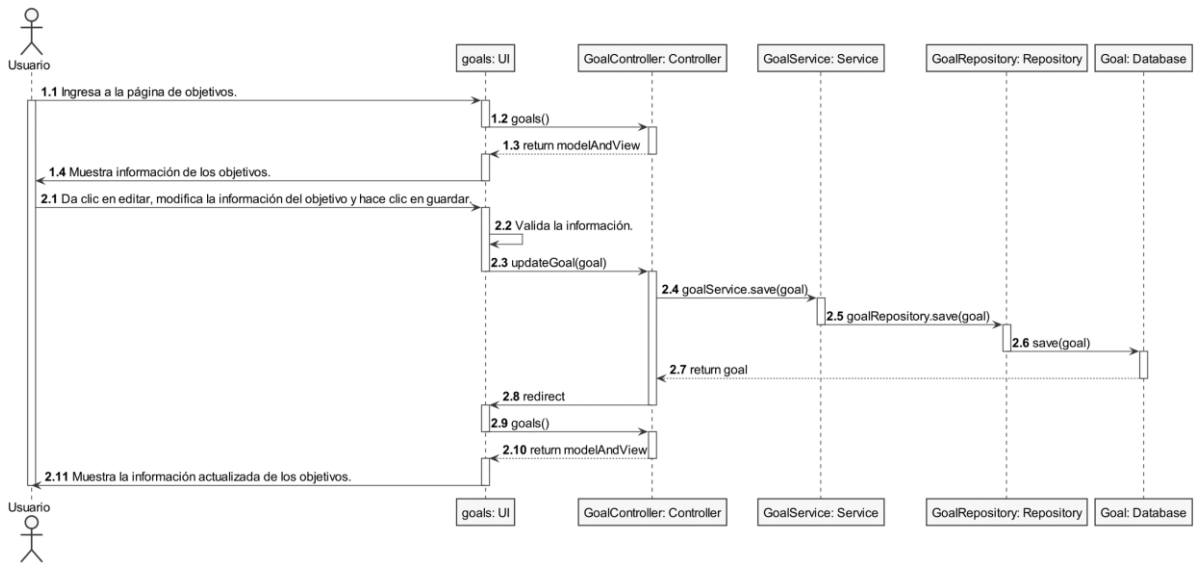 Usuario
goals: UI
GoalController: Controller
GoalService: Service
GoalRepository: Repository
Goal: Database
1.1 Ingresa a la página de objetivos.
1.2 goals()
1.3 return modelAndView
1.4 Muestra información de los objetivos.
2.1 Da clic en editar, modifica la información del objetivo y hace clic en guardar.
2.2 Valida la información.
2.3 updateGoal(goal)
2.4 goalService.save(goal)
2.5 goalRepository.save(goal)
2.6 save(goal)
2.7 return goal
2.8 redirect
2.9 goals()
2.10 return modelAndView
2.11 Muestra la información actualizada de los objetivos.
Usuario
goals: UI
GoalController: Controller
GoalService: Service
GoalRepository: Repository
Goal: Database